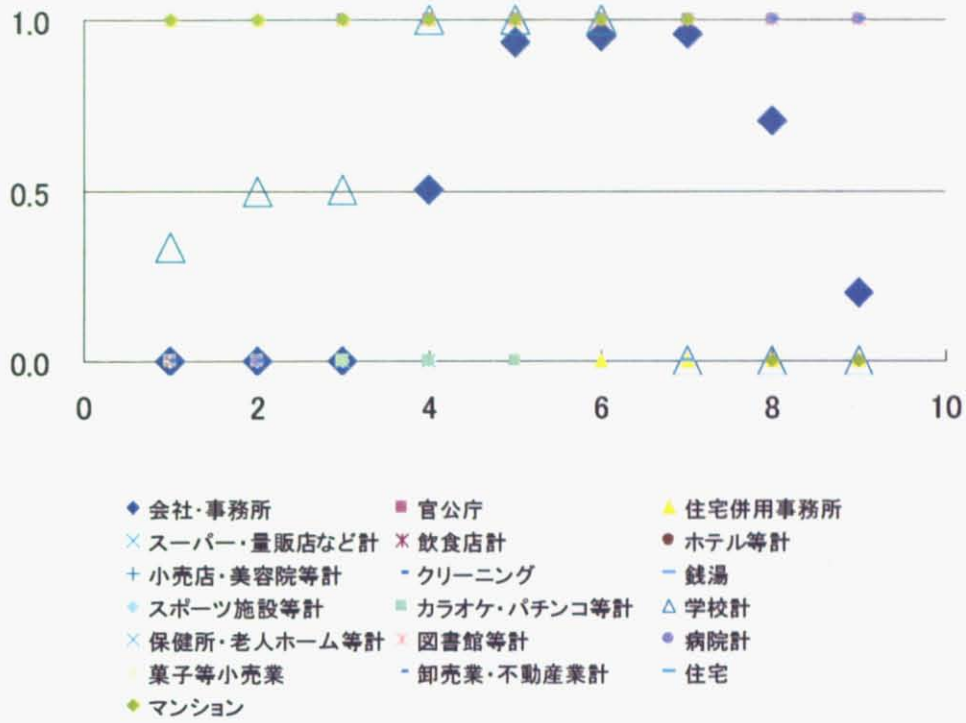 1.0
0.5
0.0
0 2 4 6 8 10
会社・事務所 官公庁 住宅併用事務所
スーパー・量販店など計 飲食店計 ホテル等計
小売店・美容院等計 クリーニング 銭湯
スポーツ施設等計 カラオケ・パチンコ等計 学校計
保健所・老人ホーム等計 図書館等計 病院計
菓子等小売業 卸売業・不動産業計 住宅
マンション